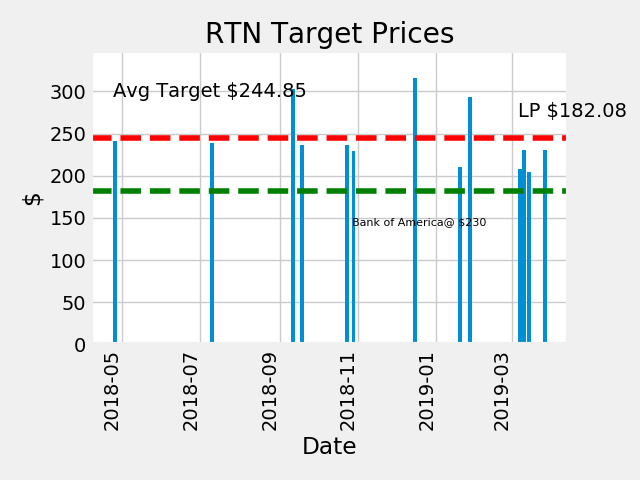 RTN Target Prices
Avg Target $244.85
LP $182.08
Bank of America@ $230
300
250
200
150
100
50
0
$
2018-05
2018-07
2018-09
2018-11
2019-01
2019-03
Date